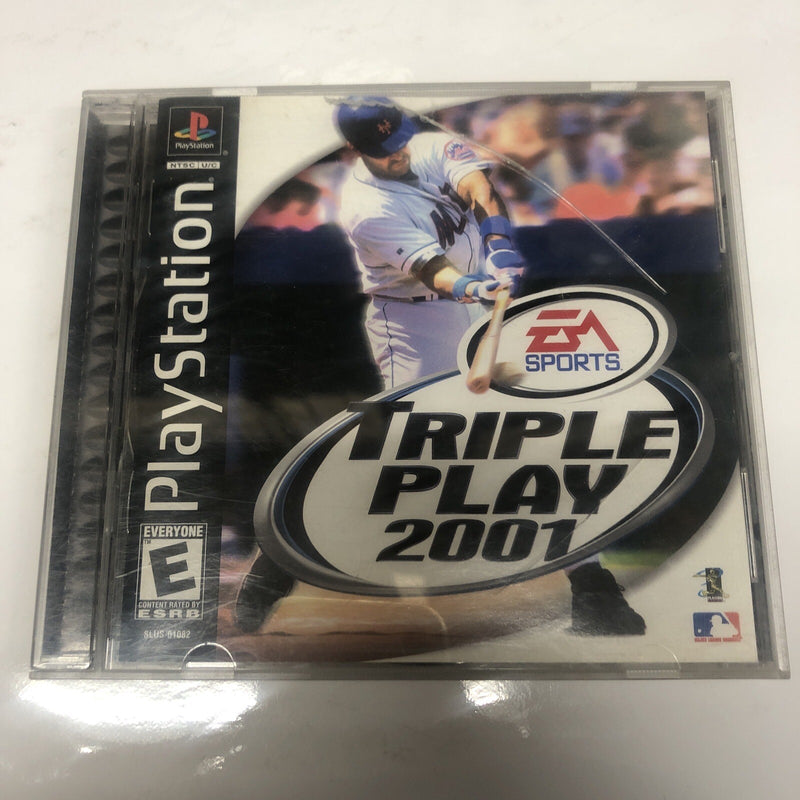 PlayStation
NTSC U/C
PlayStation
EVERYONE
E
CONTENT RATED BY
ESRB
SLUS-01082
EA
SPORTS
TRIPLE
PLAY
2001